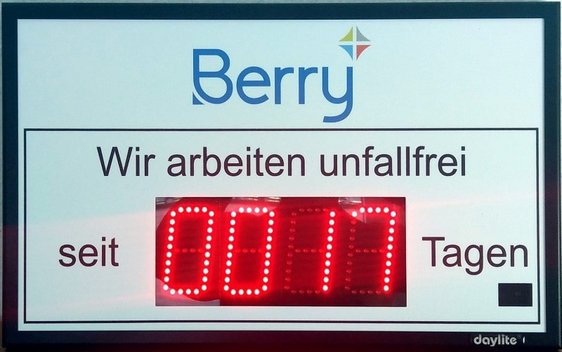 Berry
Wir arbeiten unfallfrei
seit 0017 Tagen
daylite